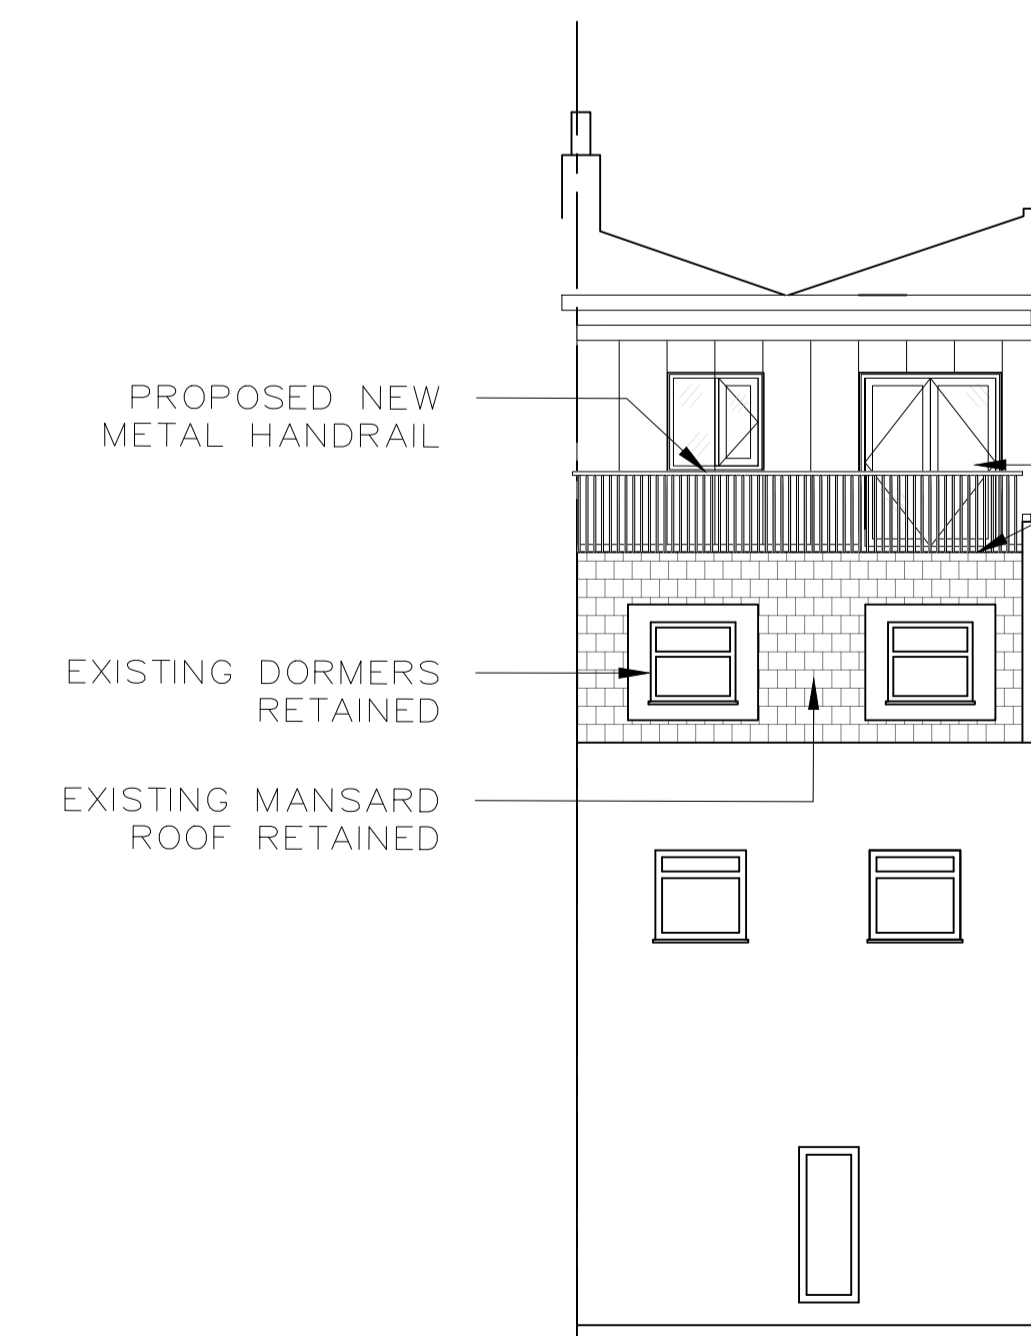 PROPOSED NEW
METAL HANDRAIL
EXISTING DORMERS
RETAINED
EXISTING MANSARD
ROOF RETAINED